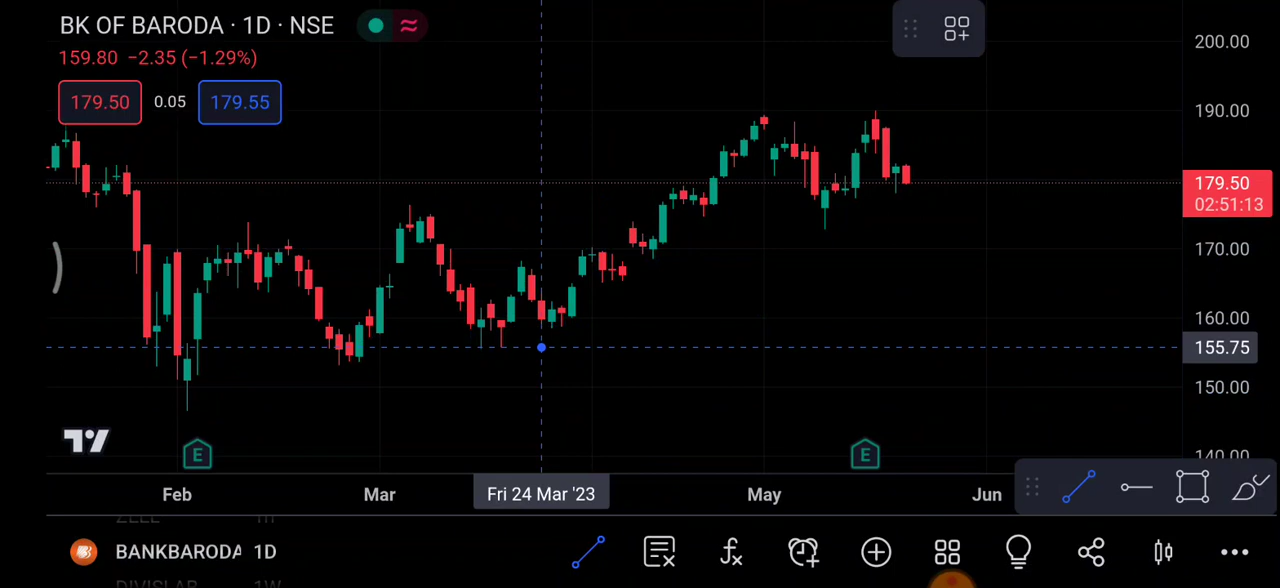 BK OF BARODA · 1D · NSE
159.80 −2.35 (−1.29%)
179.50 0.05 179.55
200.00
190.00
179.50
02:51:13
170.00
160.00
155.75
150.00
140.00
E E
Feb Mar Fri 24 Mar '23 May Jun
BANKBARODA 1D
DIVISLAB 1W